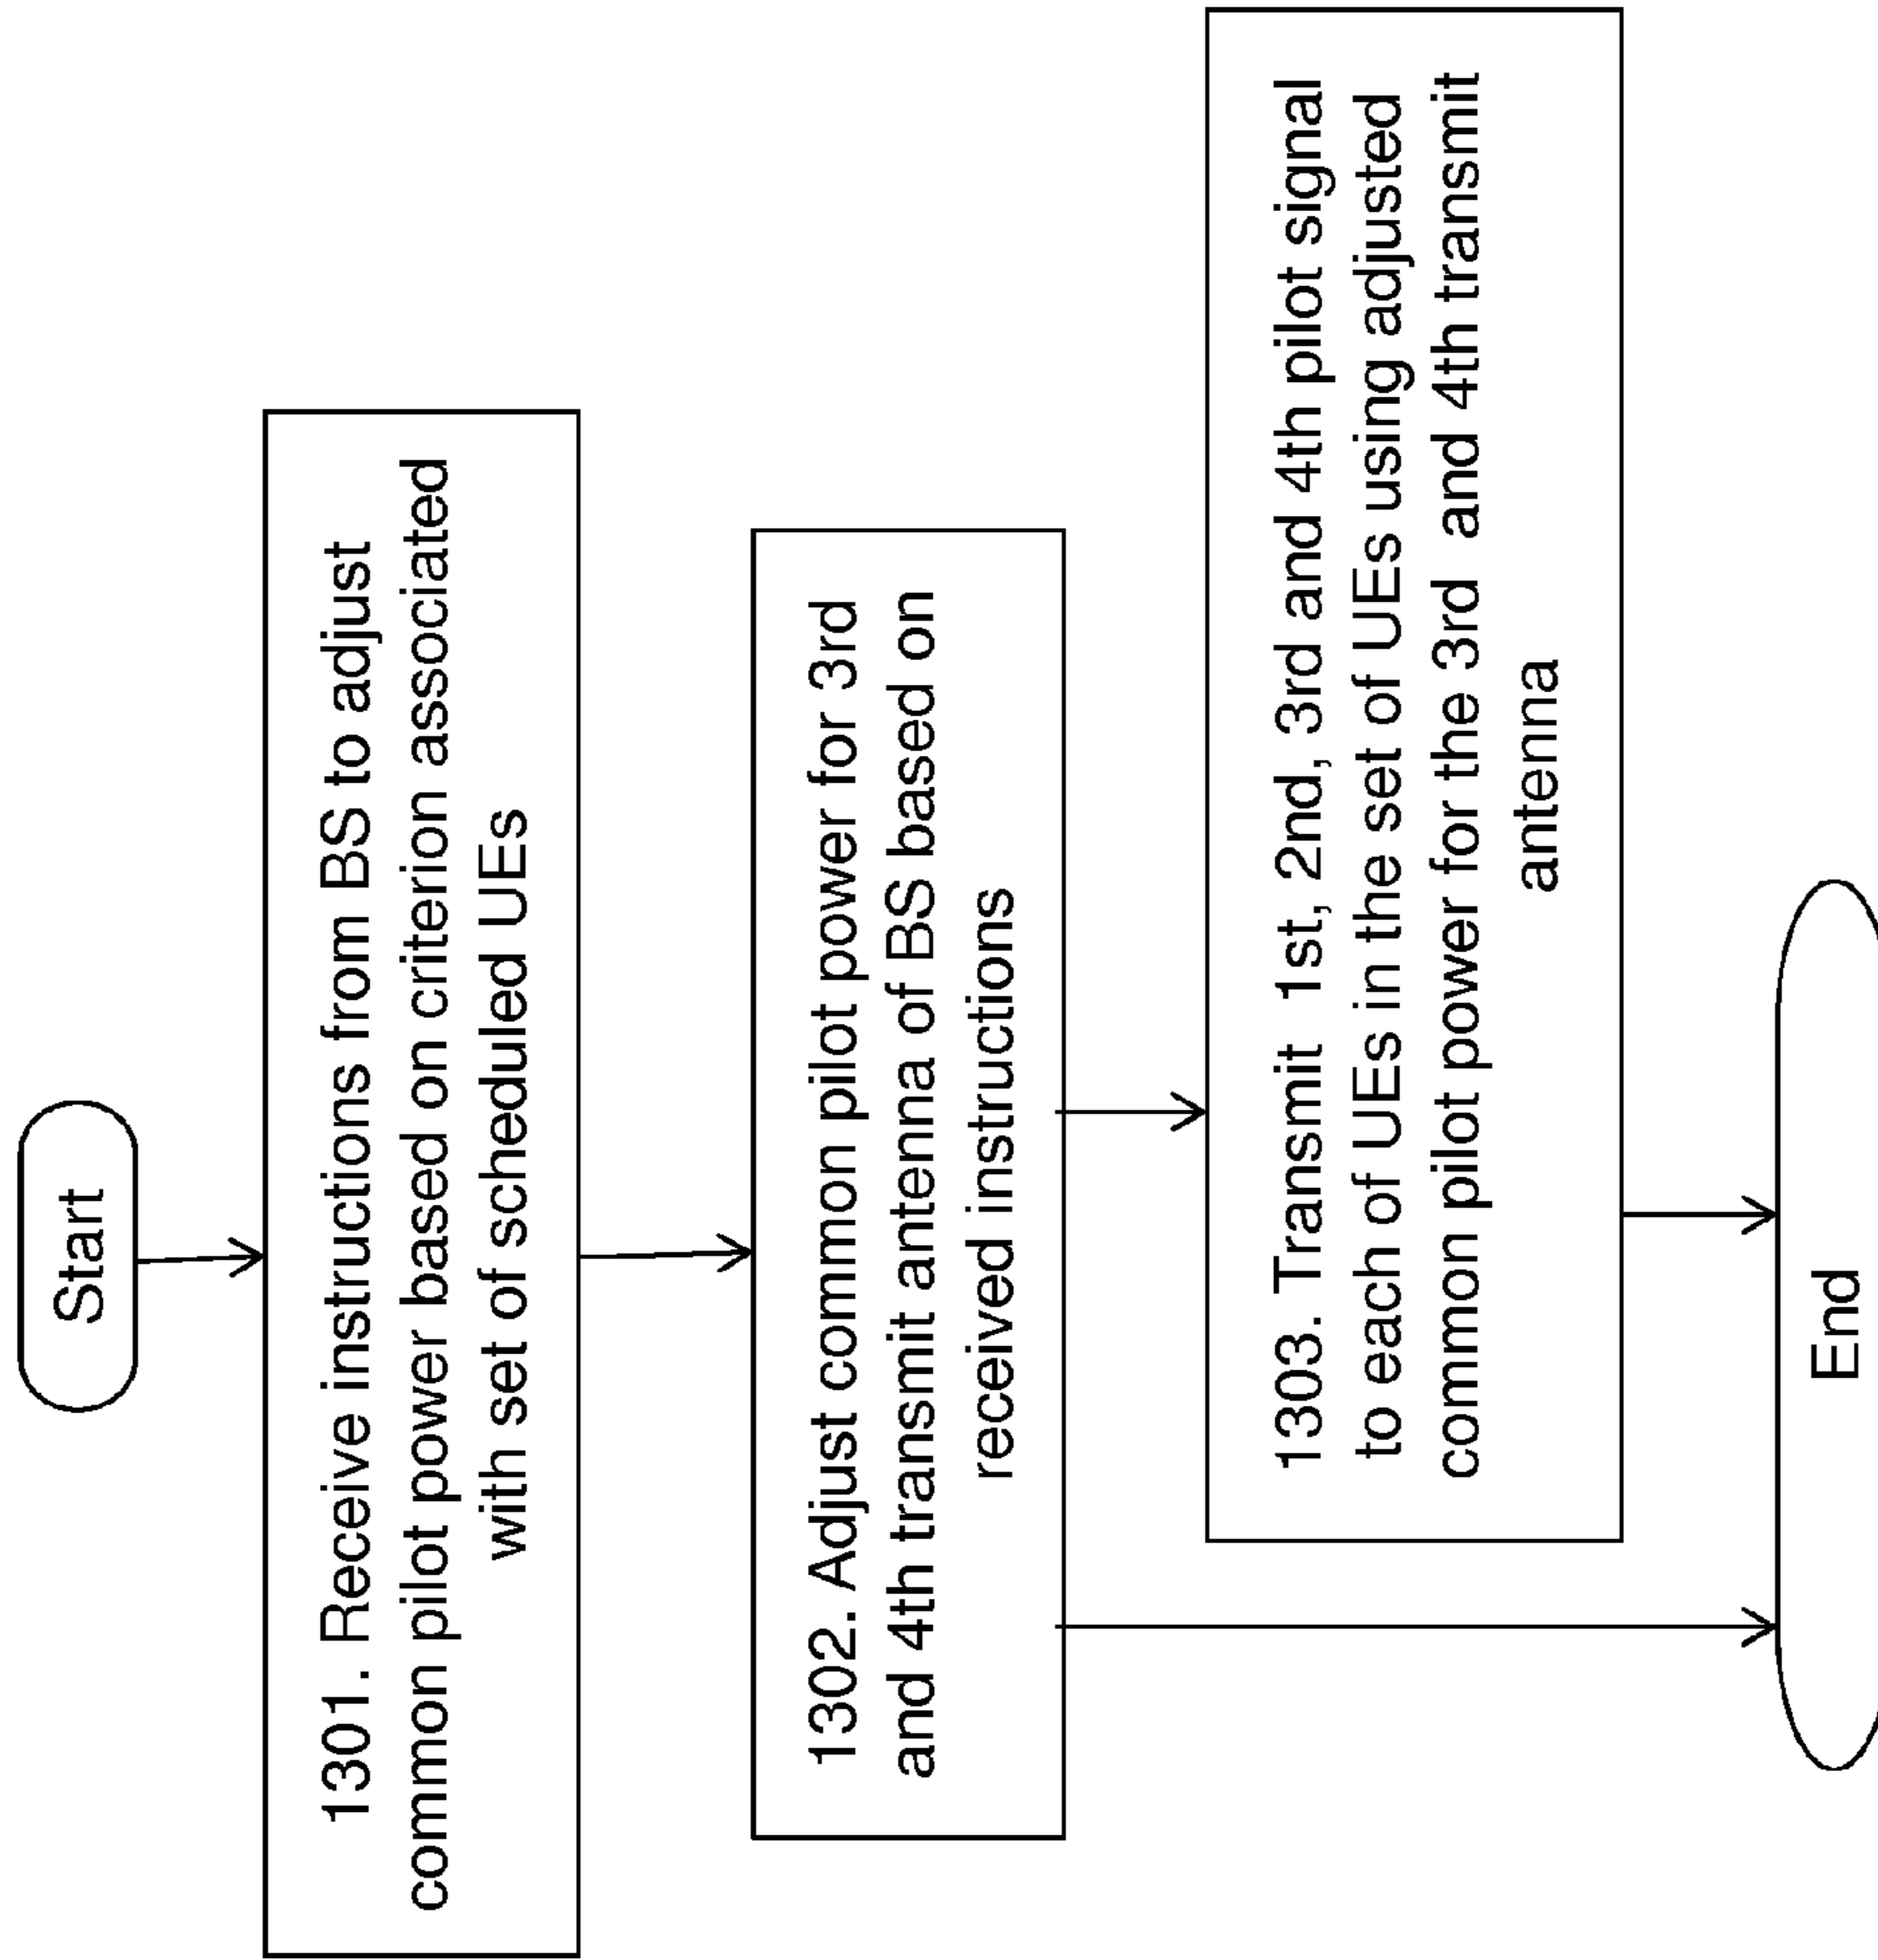 Start
1301. Receive instructions from BS to adjust
common pilot power based on criterion associated
with set of scheduled UEs
1302. Adjust common pilot power for 3rd
and 4th transmit antenna of BS based on
received instructions
1303. Transmit 1st, 2nd, 3rd and 4th pilot signal
to each of UEs in the set of UEs using adjusted
common pilot power for the 3rd and 4th transmit
antenna
End